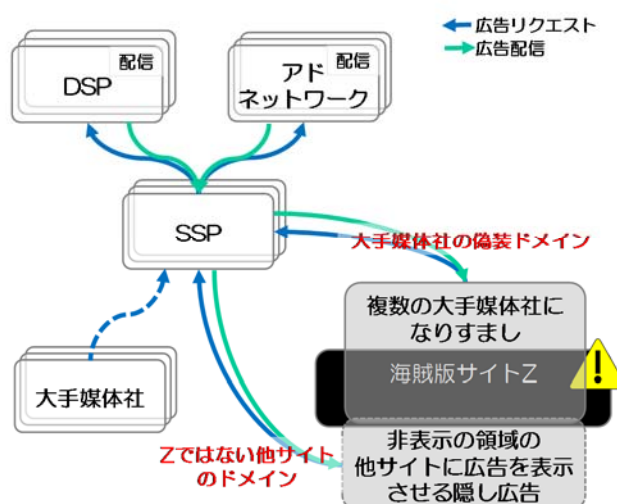 広告リクエスト
広告配信
配信
DSP
配信
アド
ネットワーク
SSP
大手媒体社の偽装ドメイン
複数の大手媒体社に
なりすまし
海賊版サイトZ
大手媒体社
Zではない他サイト
のドメイン
非表示の領域の
他サイトに広告を表示
させる隠し広告